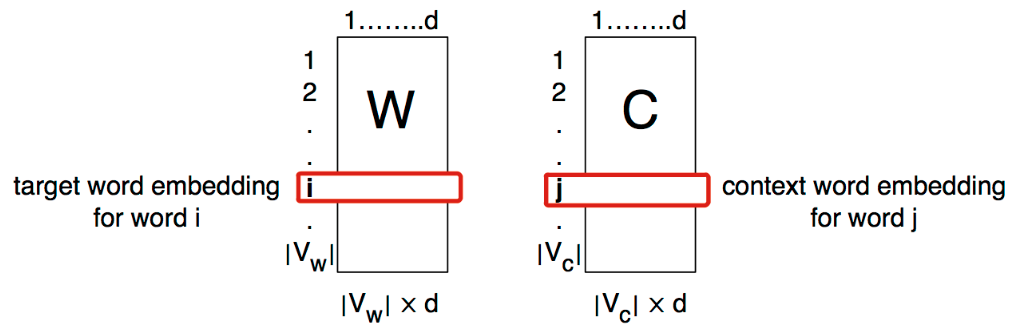 1........d
1
2
.
.
i
.
|Vw|
W
target word embedding
for word i
|Vw| × d
1........d
1
2
.
.
j
.
|Vc|
C
context word embedding
for word j
|Vc| × d